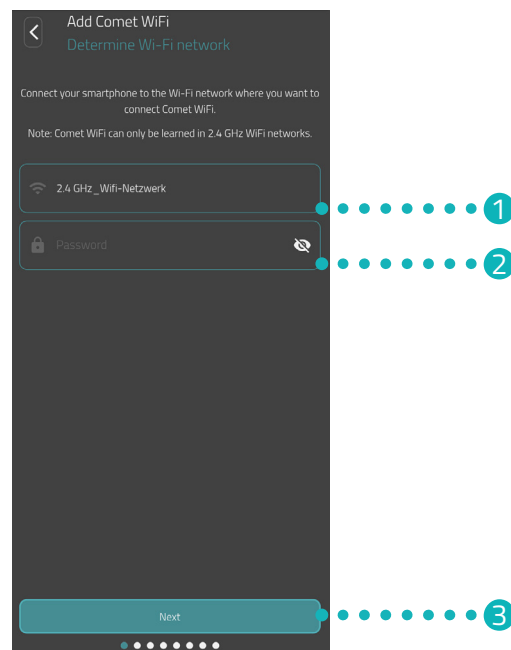 Add Comet WiFi
Determine Wi-Fi network
Connect your smartphone to the Wi-Fi network where you want to
connect Comet WiFi.
Note: Comet WiFi can only be learned in 2.4 GHz WiFi networks.
2.4 GHz_Wifi-Netzwerk
1
Password
2
Next
3